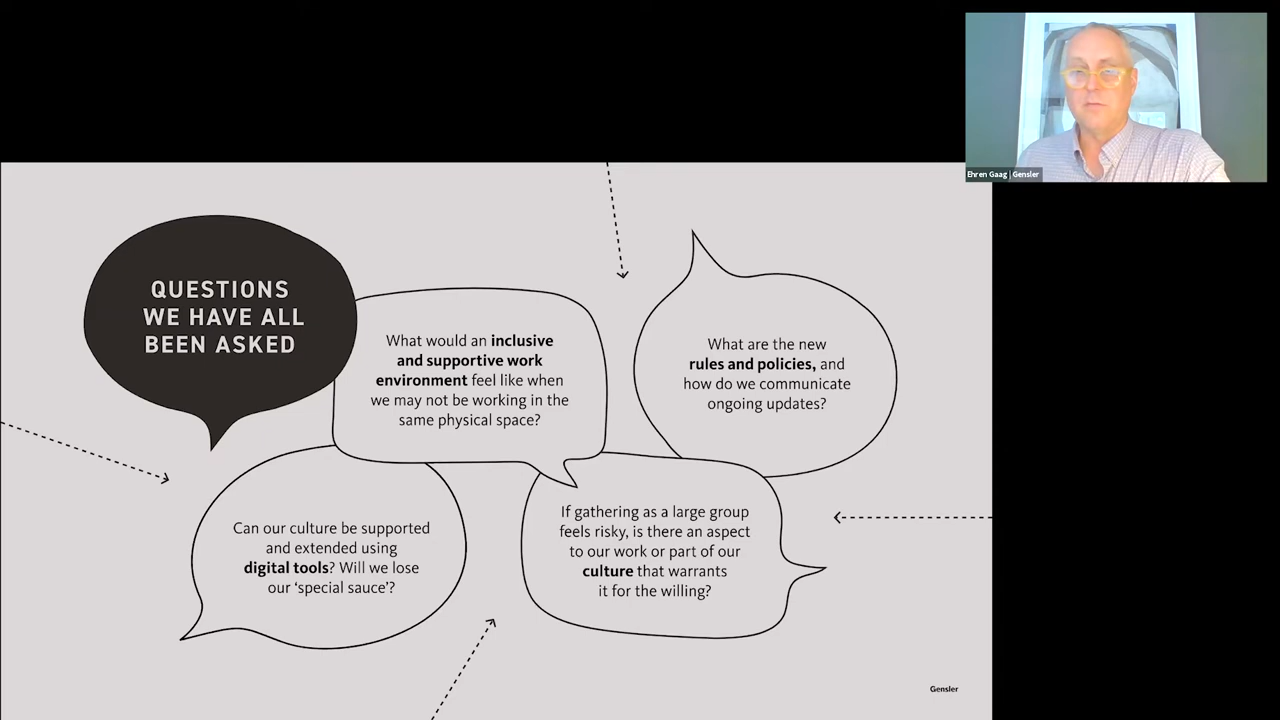 Ehren Gaag | Gensler
QUESTIONS
WE HAVE ALL
BEEN ASKED
What would an inclusive
and supportive work
environment feel like when
we may not be working in the
same physical space?
What are the new
rules and policies, and
how do we communicate
ongoing updates?
Can our culture be supported
and extended using
digital tools? Will we lose
our ‘special sauce’?
If gathering as a large group
feels risky, is there an aspect
to our work or part of our
culture that warrants
it for the willing?
Gensler